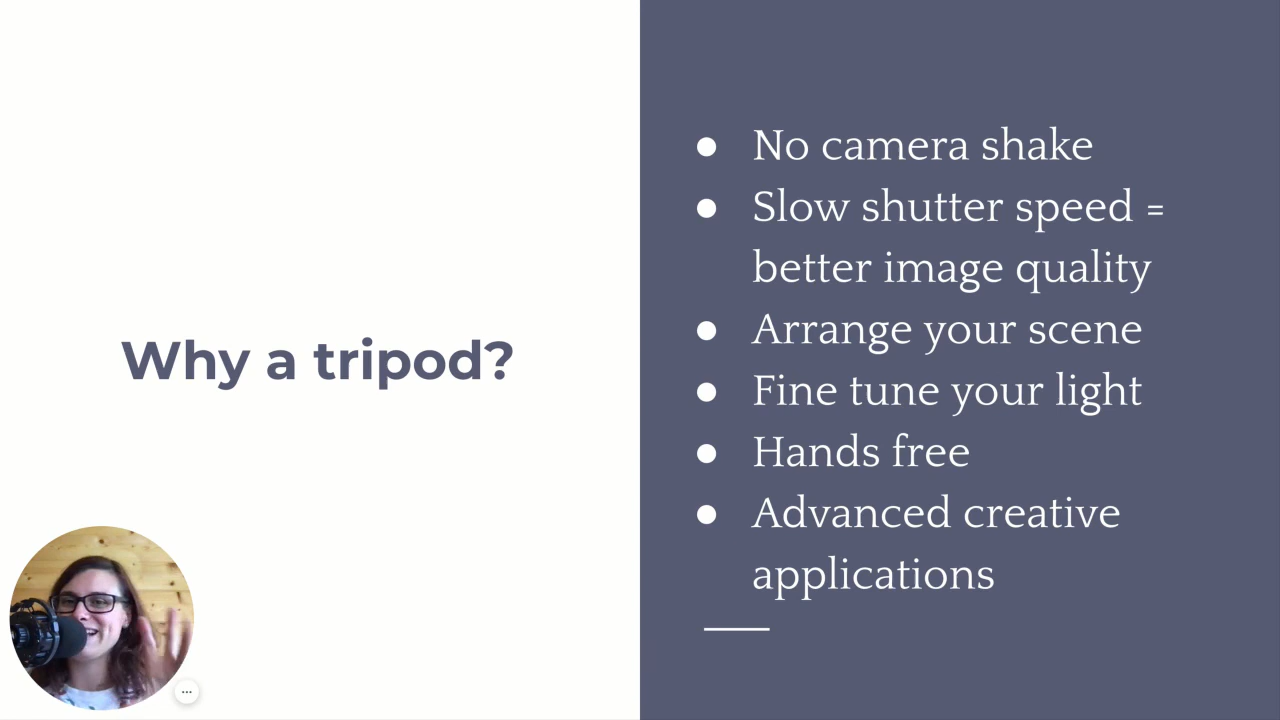 Why a tripod?
● No camera shake
● Slow shutter speed =
better image quality
● Arrange your scene
● Fine tune your light
● Hands free
● Advanced creative
applications